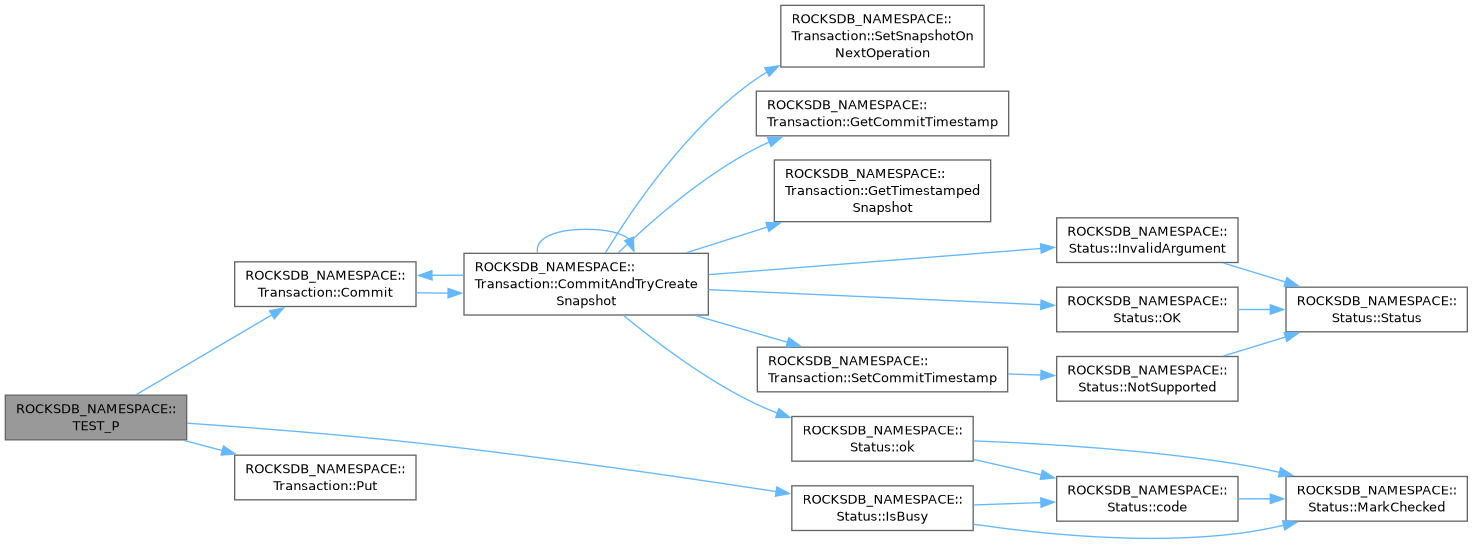 ROCKSDB_NAMESPACE::
Transaction::SetSnapshotOn
NextOperation
ROCKSDB_NAMESPACE::
Transaction::GetCommitTimestamp
ROCKSDB_NAMESPACE::
Transaction::GetTimestamped
Snapshot
ROCKSDB_NAMESPACE::
Status::InvalidArgument
ROCKSDB_NAMESPACE::
Transaction::Commit
ROCKSDB_NAMESPACE::
Transaction::CommitAndTryCreate
Snapshot
ROCKSDB_NAMESPACE::
Status::OK
ROCKSDB_NAMESPACE::
Status::Status
ROCKSDB_NAMESPACE::
Transaction::SetCommitTimestamp
ROCKSDB_NAMESPACE::
Status::NotSupported
ROCKSDB_NAMESPACE::
TEST_P
ROCKSDB_NAMESPACE::
Status::ok
ROCKSDB_NAMESPACE::
Transaction::Put
ROCKSDB_NAMESPACE::
Status::IsBusy
ROCKSDB_NAMESPACE::
Status::code
ROCKSDB_NAMESPACE::
Status::MarkChecked